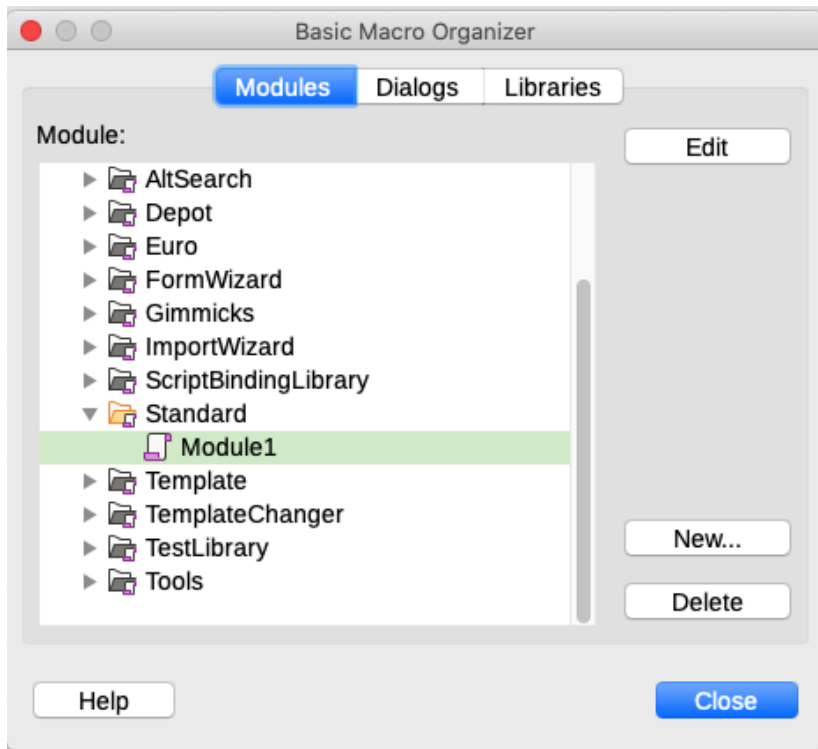 Basic Macro Organizer
Modules Dialogs Libraries
Module:
Edit
AltSearch
Depot
Euro
FormWizard
Gimmicks
ImportWizard
ScriptBindingLibrary
Standard
Module1
Template
TemplateChanger
TestLibrary
Tools
New...
Delete
Help Close